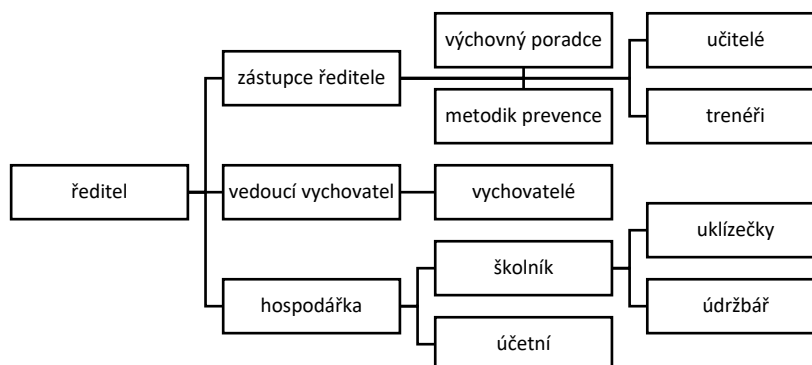 výchovný poradce
učitelé
zástupce ředitele
metodik prevence
trenéři
ředitel
vedoucí vychovatel
vychovatelé
uklízečky
školník
hospodářka
údržbář
účetní